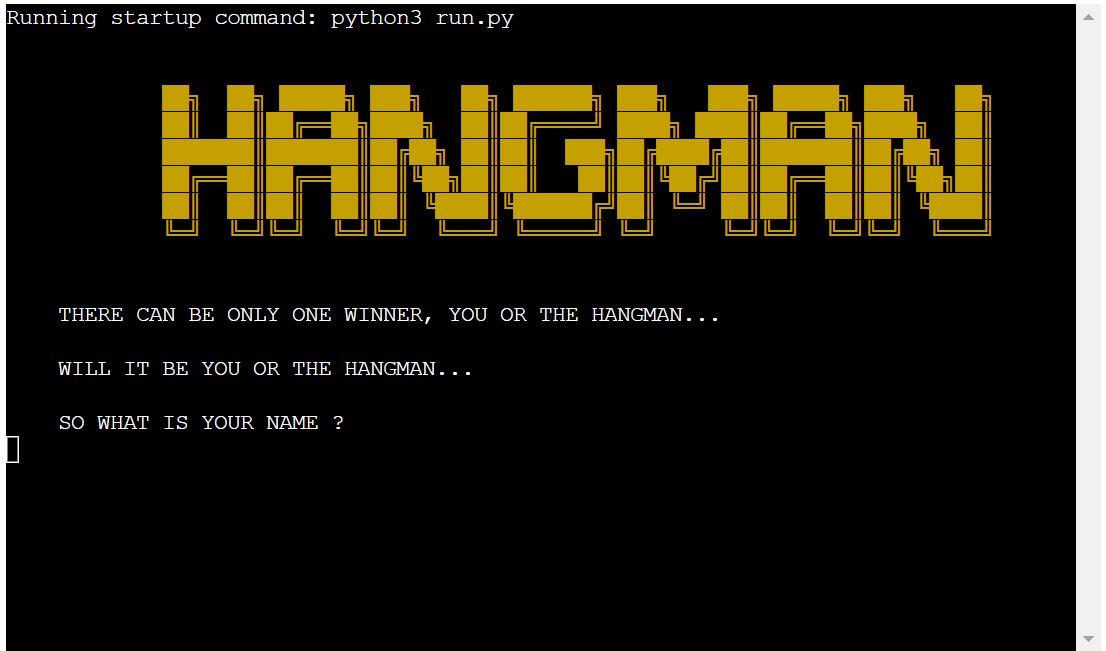 Running startup command: python3 run.py
HANGMAN
THERE CAN BE ONLY ONE WINNER, YOU OR THE HANGMAN...
WILL IT BE YOU OR THE HANGMAN...
SO WHAT IS YOUR NAME ?